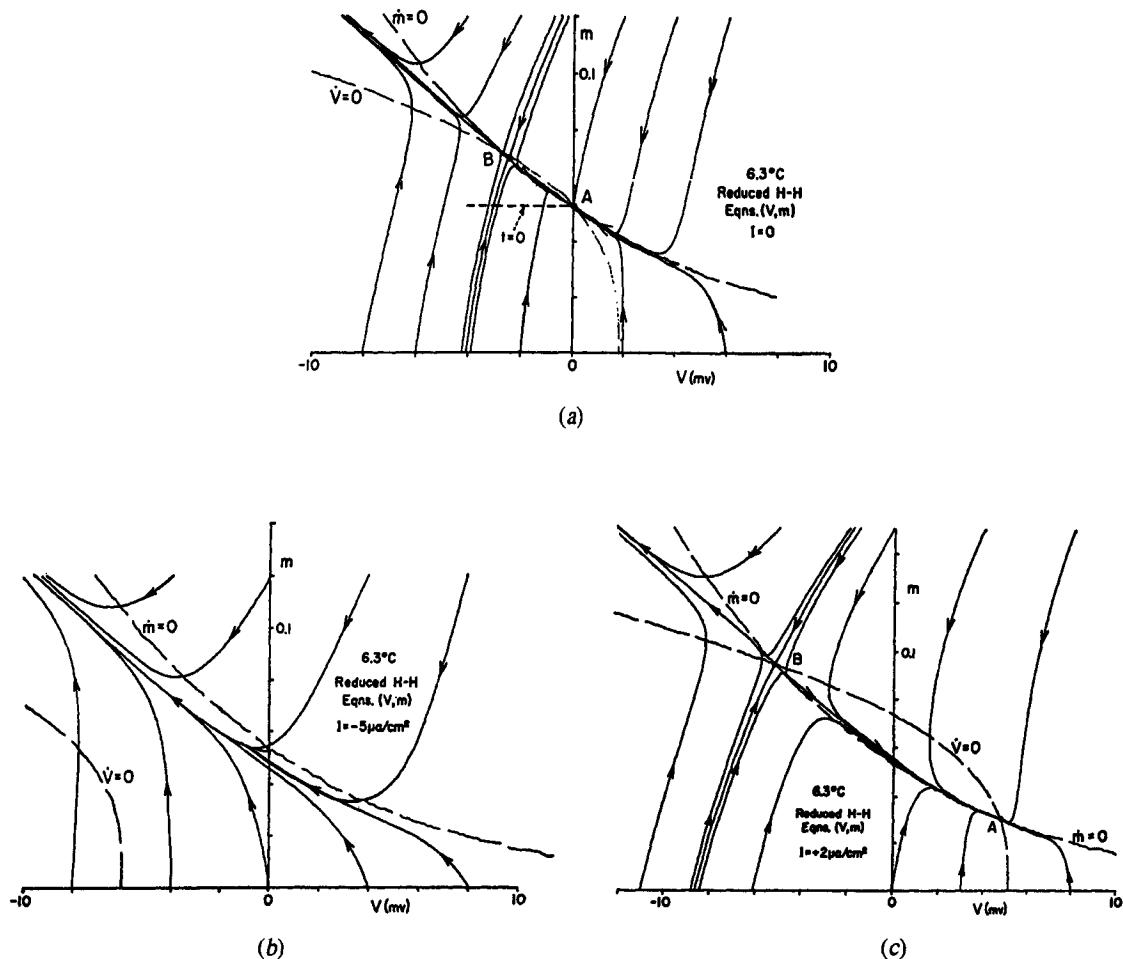 ṁ=0
m
0.1
V̇=0
B
A
6.3°C
Reduced H-H
Eqns. (V,m)
I=0
I=0
-10
0
10
V (mv)
(a)
m
0.1
ṁ=0
6.3°C
Reduced H-H
Eqns. (V,m)
I=-5μa/cm²
V̇=0
-10
0
V (mv)
10
(b)
m
ṁ=0
0.1
B
V̇=0
6.3°C
Reduced H-H
Eqns. (V,m)
I=+2μa/cm²
A
ṁ=0
-10
0
V (mv)
10
(c)